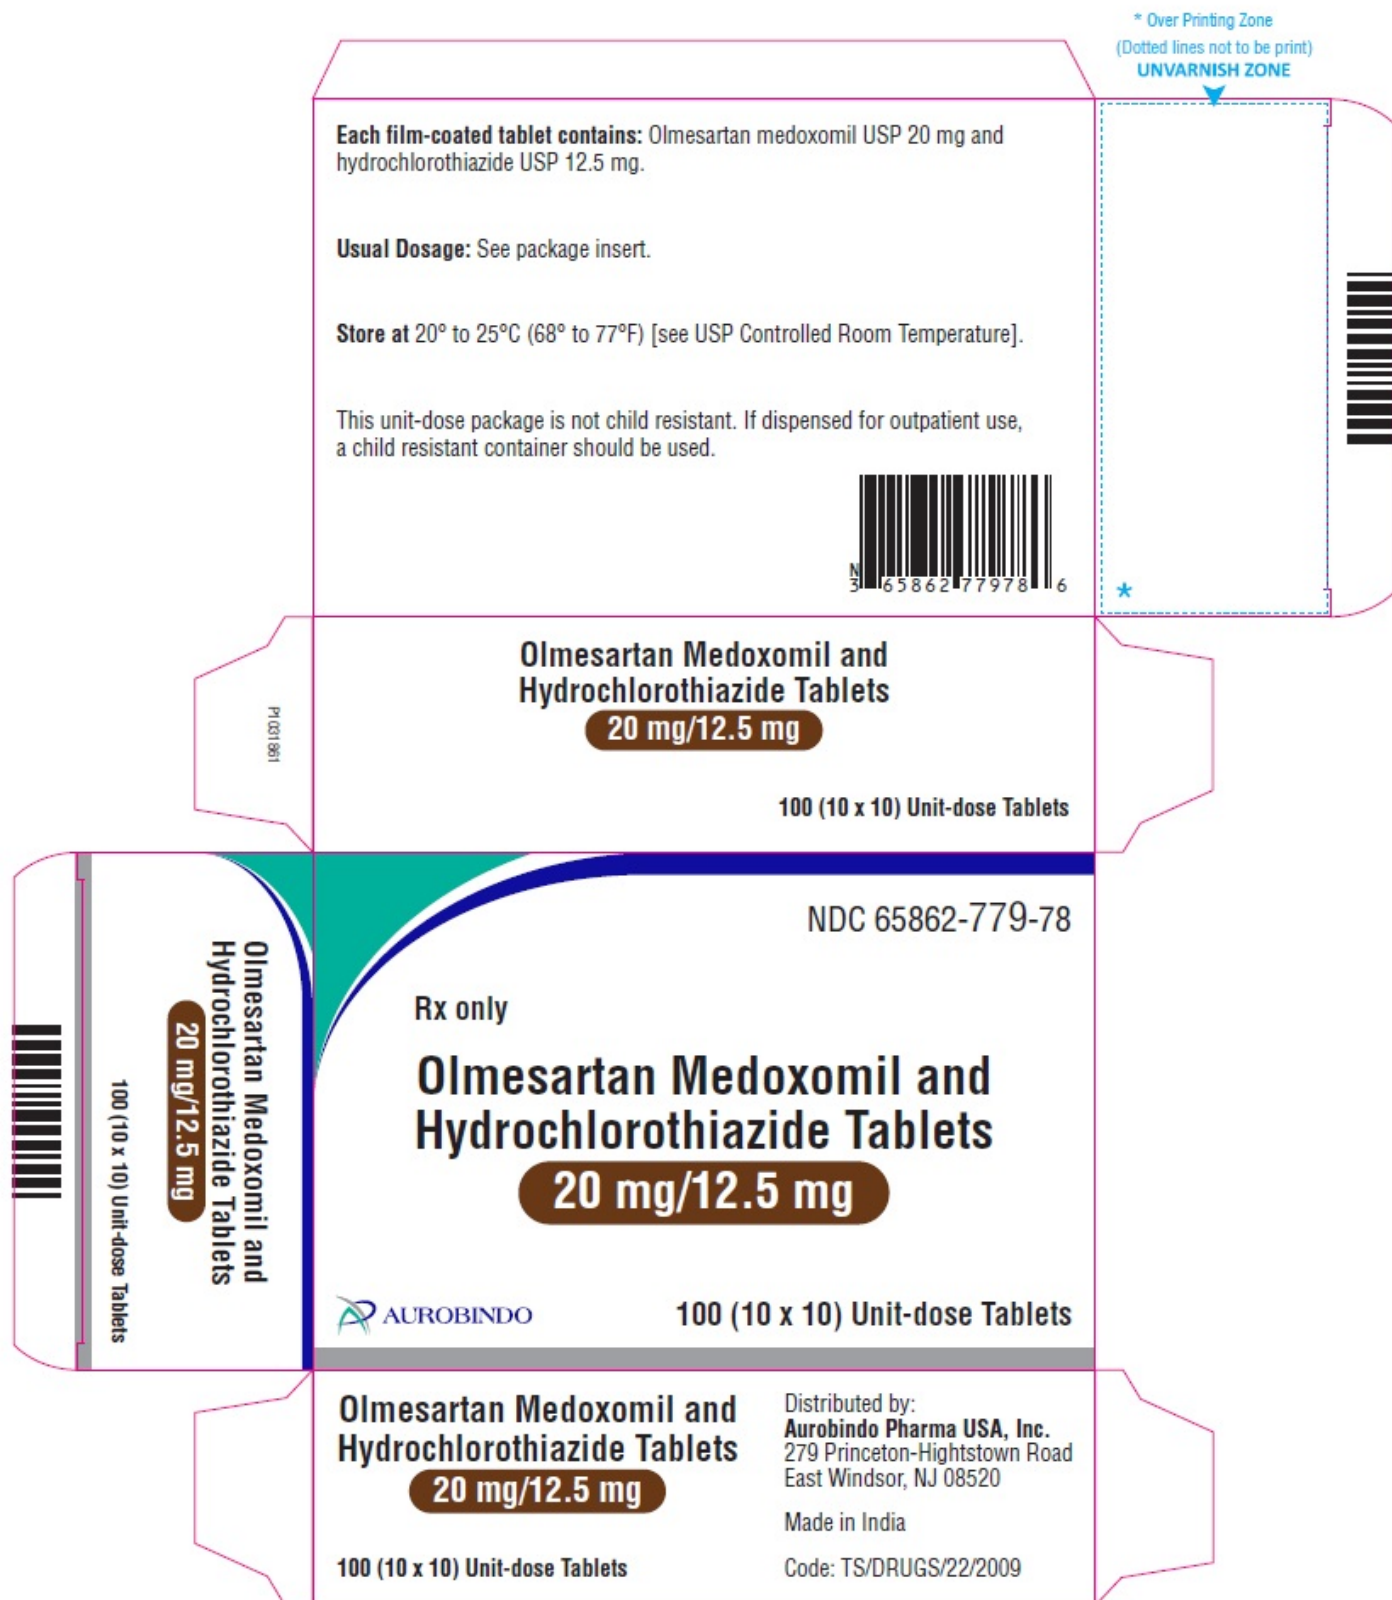 * Over Printing Zone
(Dotted lines not to be print)
UNVARNISH ZONE
Each film-coated tablet contains: Olmesartan medoxomil USP 20 mg and
hydrochlorothiazide USP 12.5 mg.
Usual Dosage: See package insert.
Store at 20° to 25°C (68° to 77°F) [see USP Controlled Room Temperature].
This unit-dose package is not child resistant. If dispensed for outpatient use,
a child resistant container should be used.
N
3 65862 77978 6
*
Olmesartan Medoxomil and
Hydrochlorothiazide Tablets
20 mg/12.5 mg
100 (10 x 10) Unit-dose Tablets
P1031861
Olmesartan Medoxomil and
Hydrochlorothiazide Tablets
20 mg/12.5 mg
100 (10 x 10) Unit-dose Tablets
NDC 65862-779-78
Rx only
Olmesartan Medoxomil and
Hydrochlorothiazide Tablets
20 mg/12.5 mg
AUROBINDO
100 (10 x 10) Unit-dose Tablets
Olmesartan Medoxomil and
Hydrochlorothiazide Tablets
20 mg/12.5 mg
100 (10 x 10) Unit-dose Tablets
Distributed by:
Aurobindo Pharma USA, Inc.
279 Princeton-Hightstown Road
East Windsor, NJ 08520
Made in India
Code: TS/DRUGS/22/2009